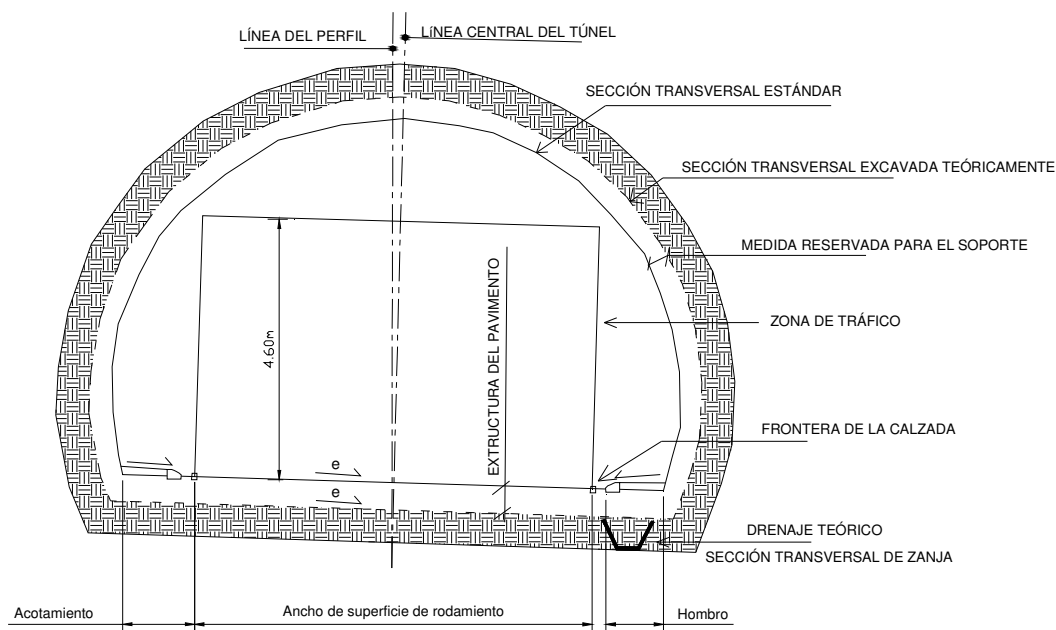 LÍNEA DEL PERFIL
LíNEA CENTRAL DEL TÚNEL
SECCIÓN TRANSVERSAL ESTÁNDAR
SECCIÓN TRANSVERSAL EXCAVADA TEÓRICAMENTE
MEDIDA RESERVADA PARA EL SOPORTE
ZONA DE TRÁFICO
4.60m
EXTRUCTURA DEL PAVIMENTO
FRONTERA DE LA CALZADA
e
e
DRENAJE TEÓRICO
SECCIÓN TRANSVERSAL DE ZANJA
Acotamiento
Ancho de superficie de rodamiento
Hombro